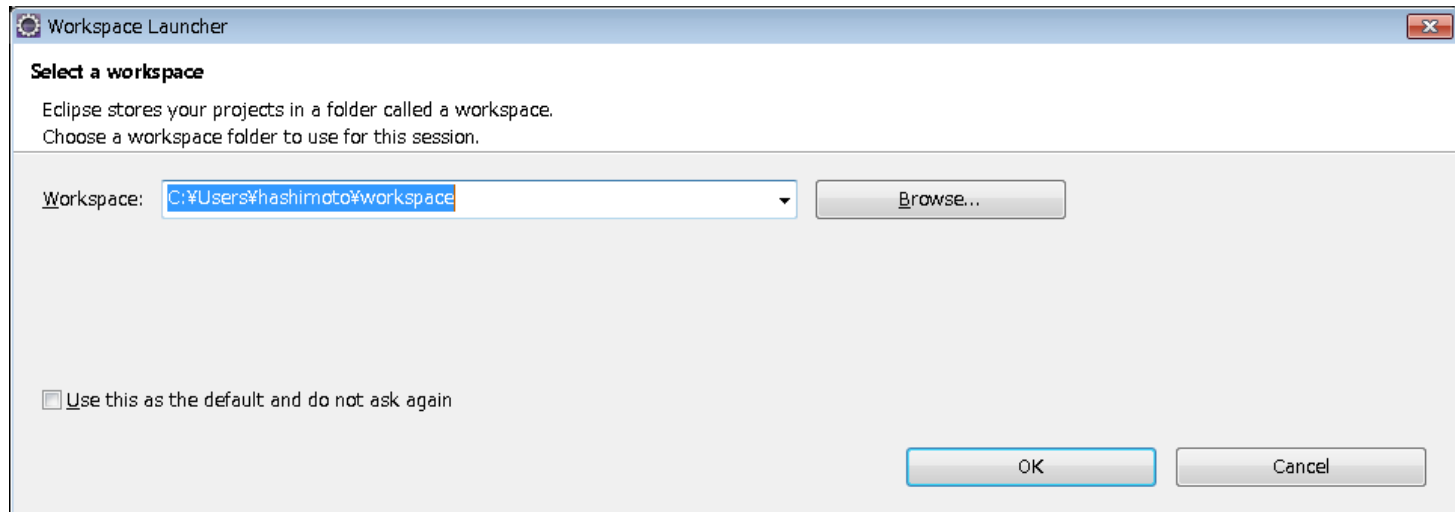 Workspace Launcher
Select a workspace
Eclipse stores your projects in a folder called a workspace.
Choose a workspace folder to use for this session.
Workspace: C:¥Users¥hashimoto¥workspace Browse...
Use this as the default and do not ask again
OK Cancel